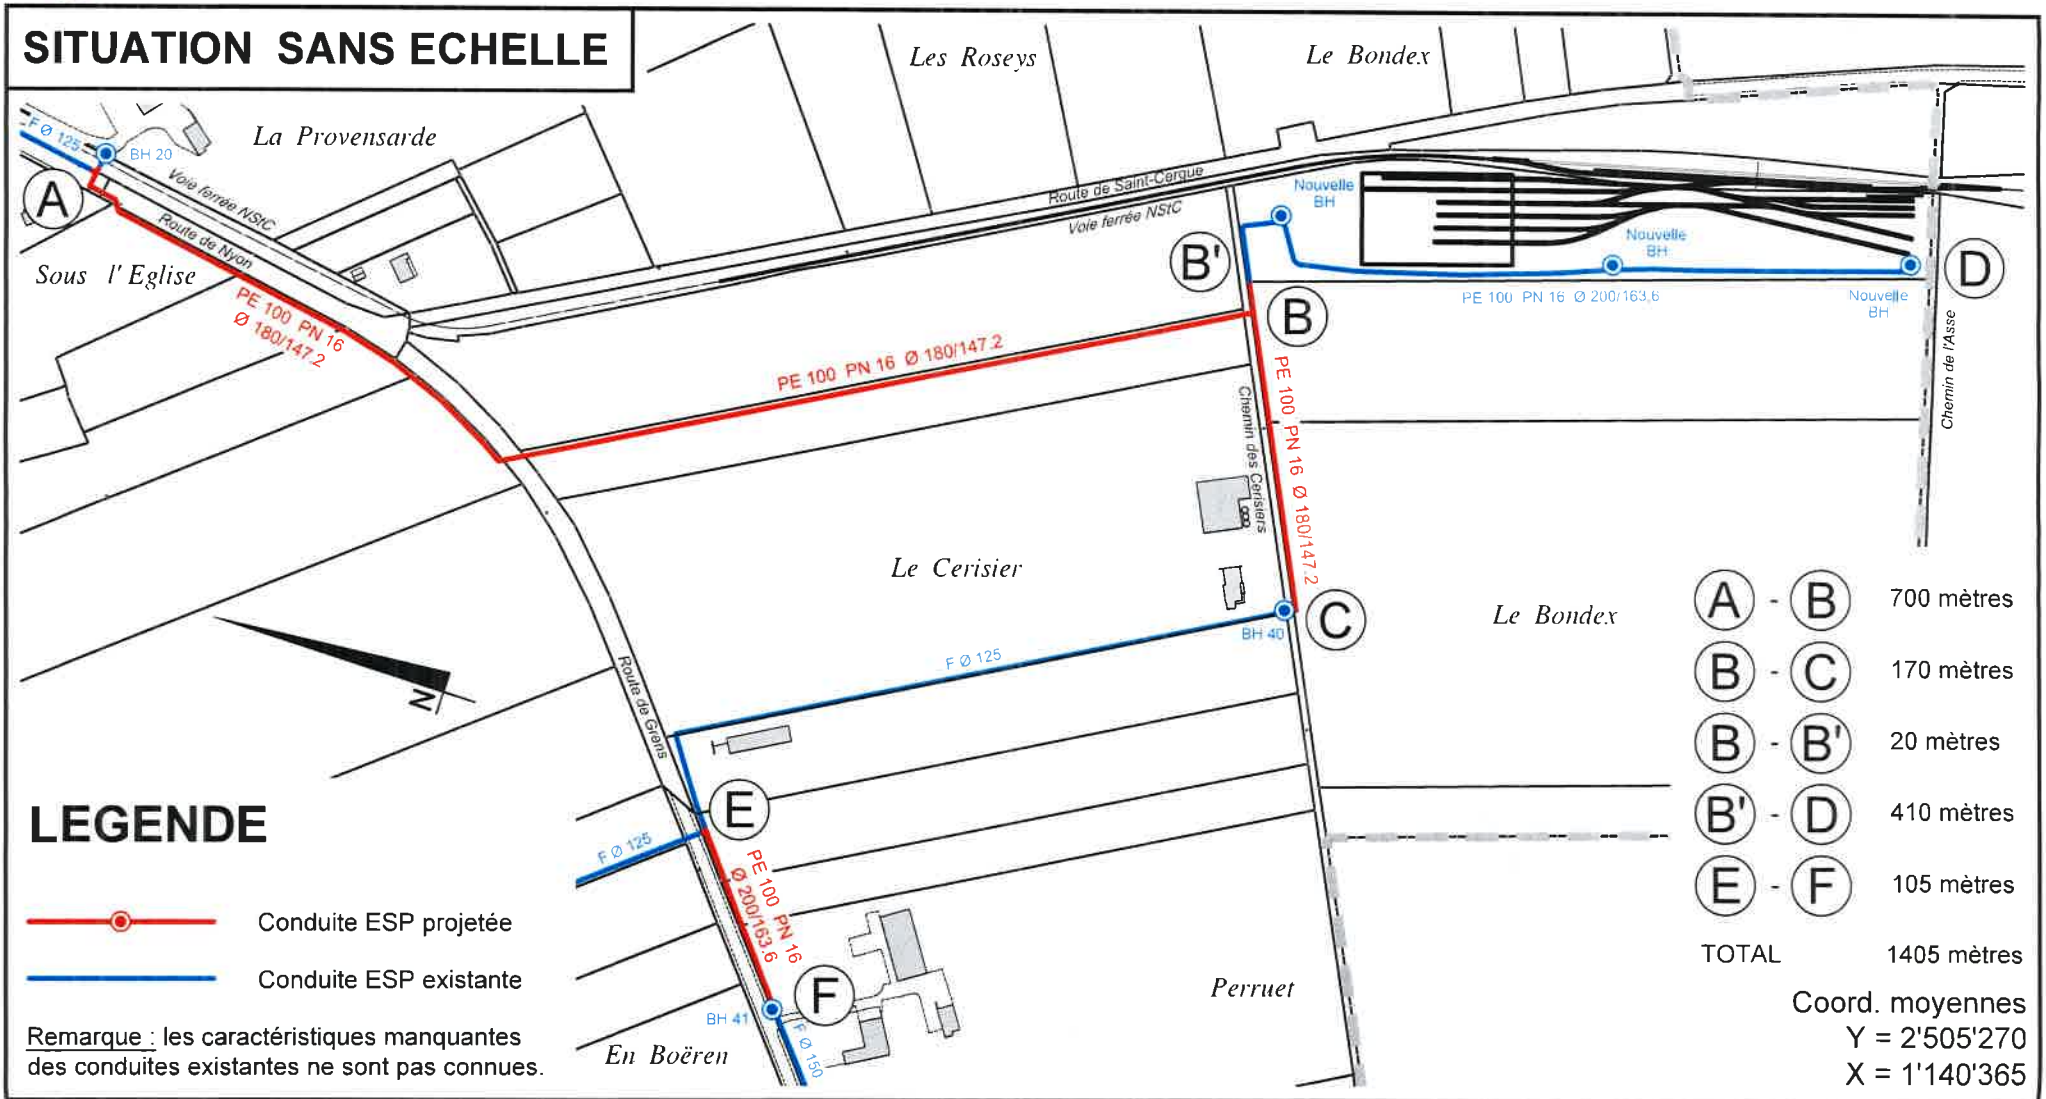 SITUATION SANS ECHELLE
Les Roseys
Le Bondex
La Provensarde
F Ø 125
BH 20
A
Voie ferrée NStC
Route de Nyon
Sous l'Eglise
PE 100 PN 16
Ø 180/147.2
Route de Saint-Cergue
Voie ferrée NStC
Nouvelle
BH
B'
Nouvelle
BH
D
B
PE 100 PN 16 Ø 200/163,6
Nouvelle
BH
PE 100 PN 16 Ø 180/147.2
PE 100 PN 16 Ø 180/147.2
Chemin des Cerisiers
Chemin de l'Asse
Le Cerisier
C
BH 40
F Ø 125
Le Bondex
N
Route de Grens
E
F Ø 125
PE 100 PN 16
Ø 200/163.6
F
BH 41
F Ø 150
En Boëren
Perruet
A - B 700 mètres
B - C 170 mètres
B - B' 20 mètres
B' - D 410 mètres
E - F 105 mètres
TOTAL 1405 mètres
Coord. moyennes
Y = 2'505'270
X = 1'140'365
LEGENDE
Conduite ESP projetée
Conduite ESP existante
Remarque : les caractéristiques manquantes
des conduites existantes ne sont pas connues.